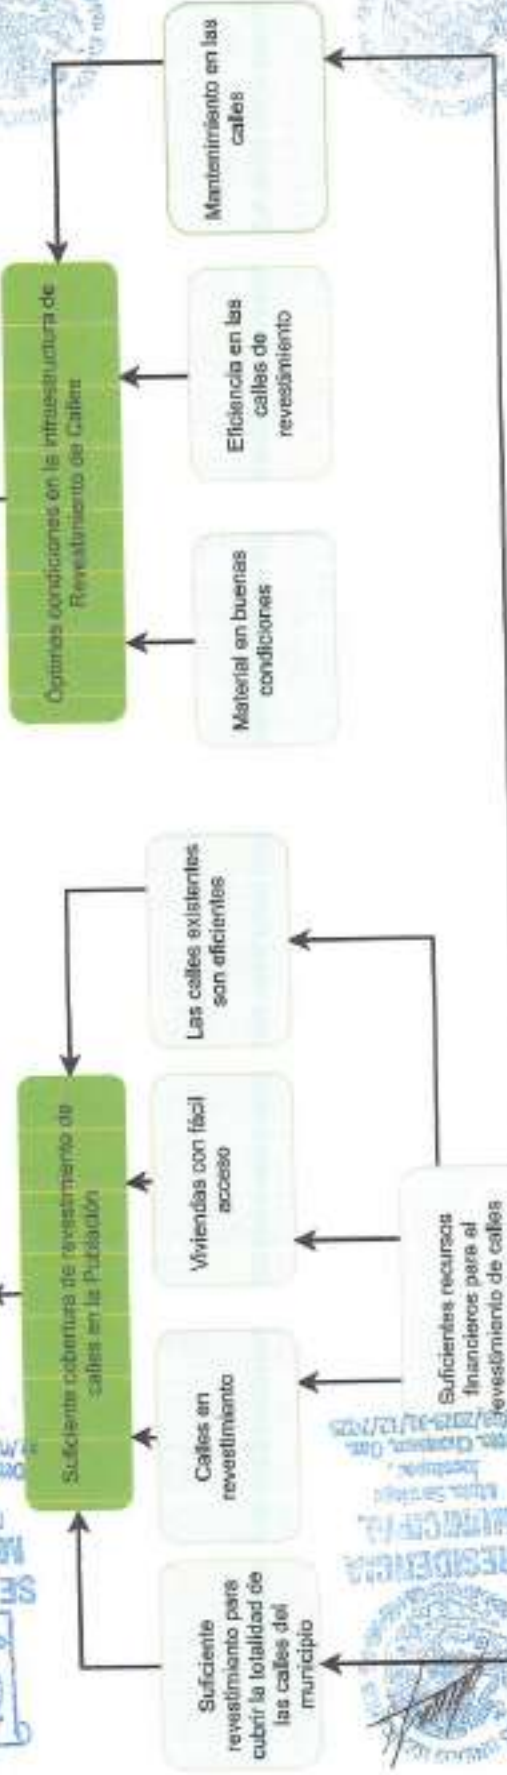 Suficiente cobertura de revestimiento de
calles en la Población
Óptimas condiciones en la infraestructura de
Revestimiento de Calles
Suficiente
revestimiento para
cubrir la totalidad de
las calles del
municipio
Calles en
revestimiento
Viviendas con fácil
acceso
Las calles existentes
son eficientes
Material en buenas
condiciones
Eficiencia en las
calles de
revestimiento
Mantenimiento en las
calles
Suficientes recursos
financieros para el
revestimiento de calles